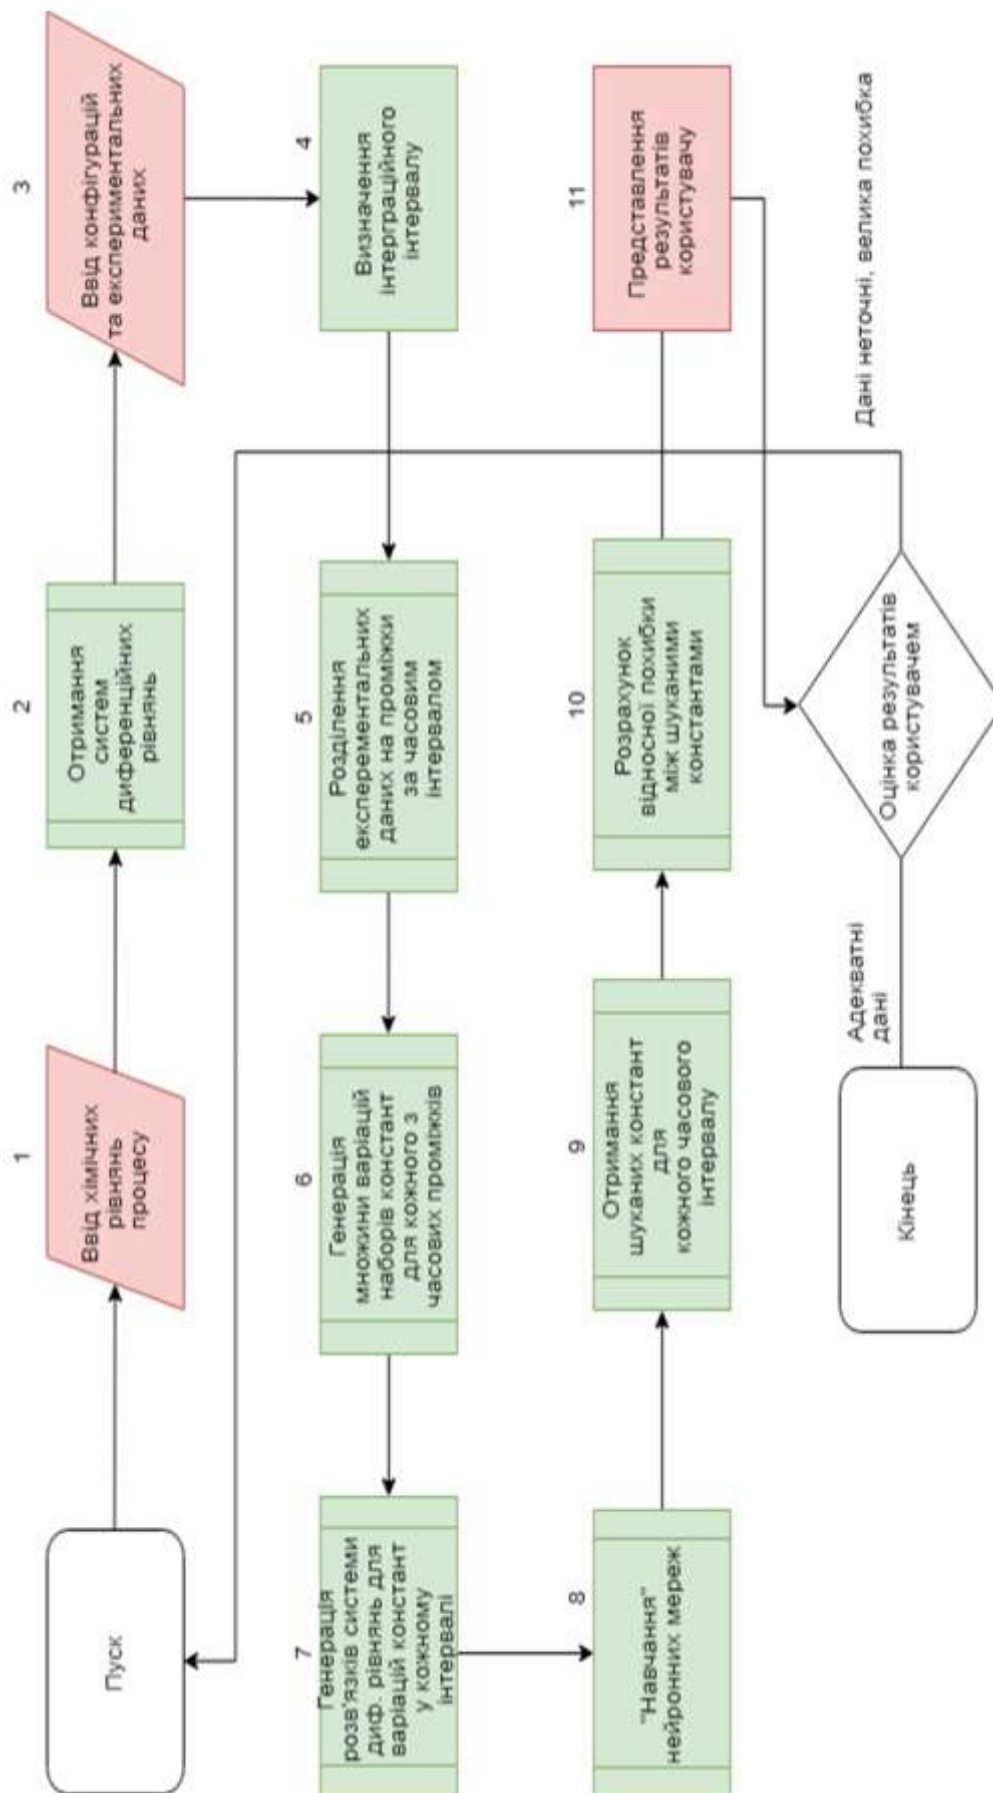 Пуск
1
Ввід хімічних
рівнянь
процесу
2
Отримання
систем
диференційних
рівнянь
3
Ввід конфігурацій
та експериментальних
даних
4
Визначення
інтерграційного
інтервалу
5
Розділення
експерементальних
даних на проміжки
за часовим
інтервалом
6
Генерація
множини варіацій
наборів констант
для кожного з
часових проміжків
7
Генерація
розв'язків системи
диф. рівнянь для
варіацій констант
у кожному
інтервалі
8
"Навчання"
нейронних мереж
9
Отримання
шуканих констант
для
кожного часового
інтервалу
10
Розрахунок
відносної похибки
між шуканими
константами
11
Представлення
результатів
користувачу
Оцінка результатів
користувачем
Дані неточні, велика похибка
Адекватні
дані
Кінець